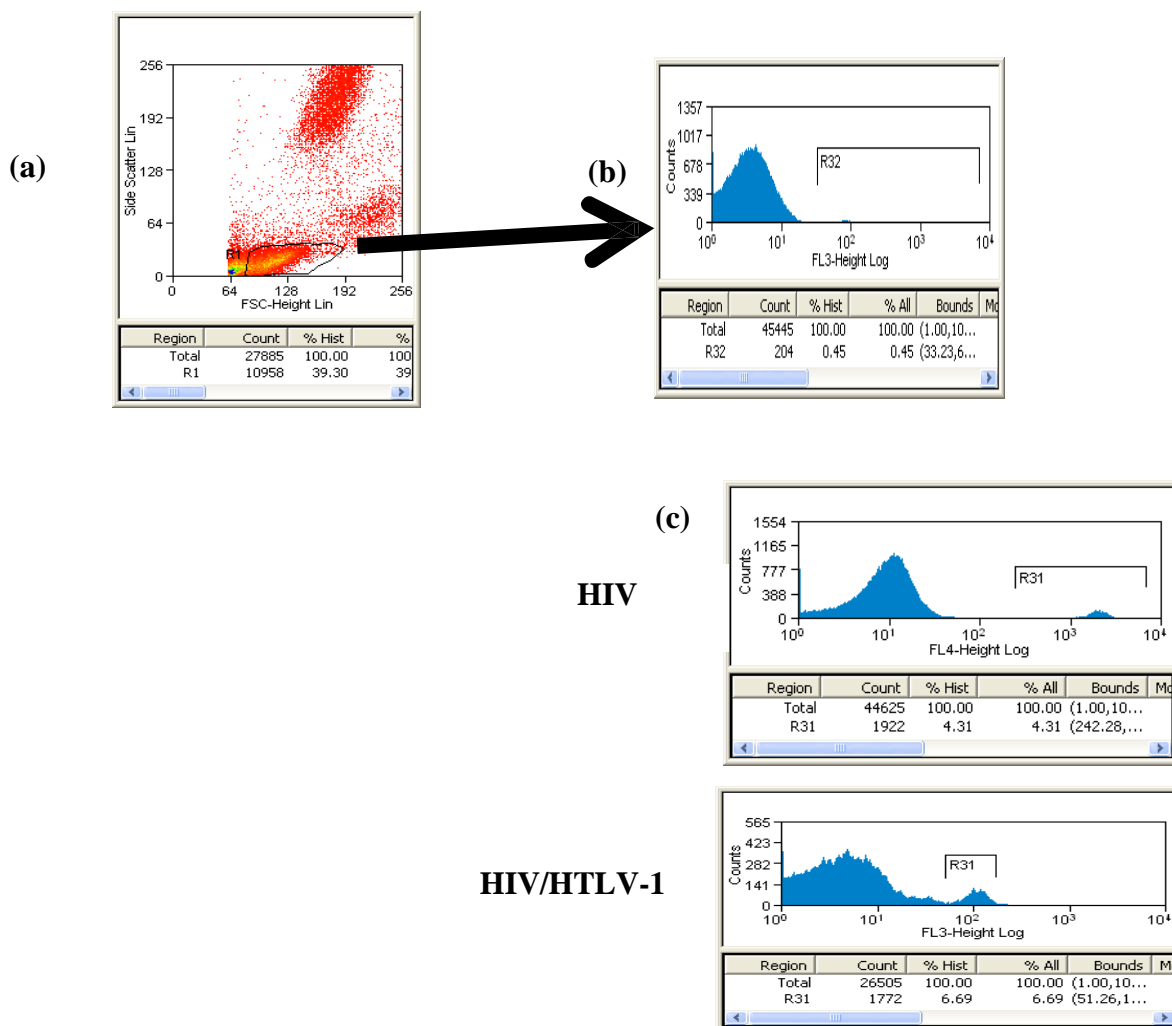 (a)
256
192
128
64
0
Side Scatter Lin
R1
0 64 128 192 256
FSC-Height Lin
Region Count % Hist %
Total 27885 100.00 100
R1 10958 39.30 39
(b)
1357
1017
678
339
0
Counts
R32
10⁰ 10¹ 10² 10³ 10⁴
FL3-Height Log
Region Count % Hist % All Bounds Mo
Total 45445 100.00 100.00 (1.00,10...
R32 204 0.45 0.45 (33.23,6...
(c)
HIV
1554
1165
777
388
0
Counts
R31
10⁰ 10¹ 10² 10³ 10⁴
FL4-Height Log
Region Count % Hist % All Bounds Mo
Total 44625 100.00 100.00 (1.00,10...
R31 1922 4.31 4.31 (242.28,...
HIV/HTLV-1
565
423
282
141
0
Counts
R31
10⁰ 10¹ 10² 10³ 10⁴
FL3-Height Log
Region Count % Hist % All Bounds M
Total 26505 100.00 100.00 (1.00,10...
R31 1772 6.69 6.69 (51.26,1...